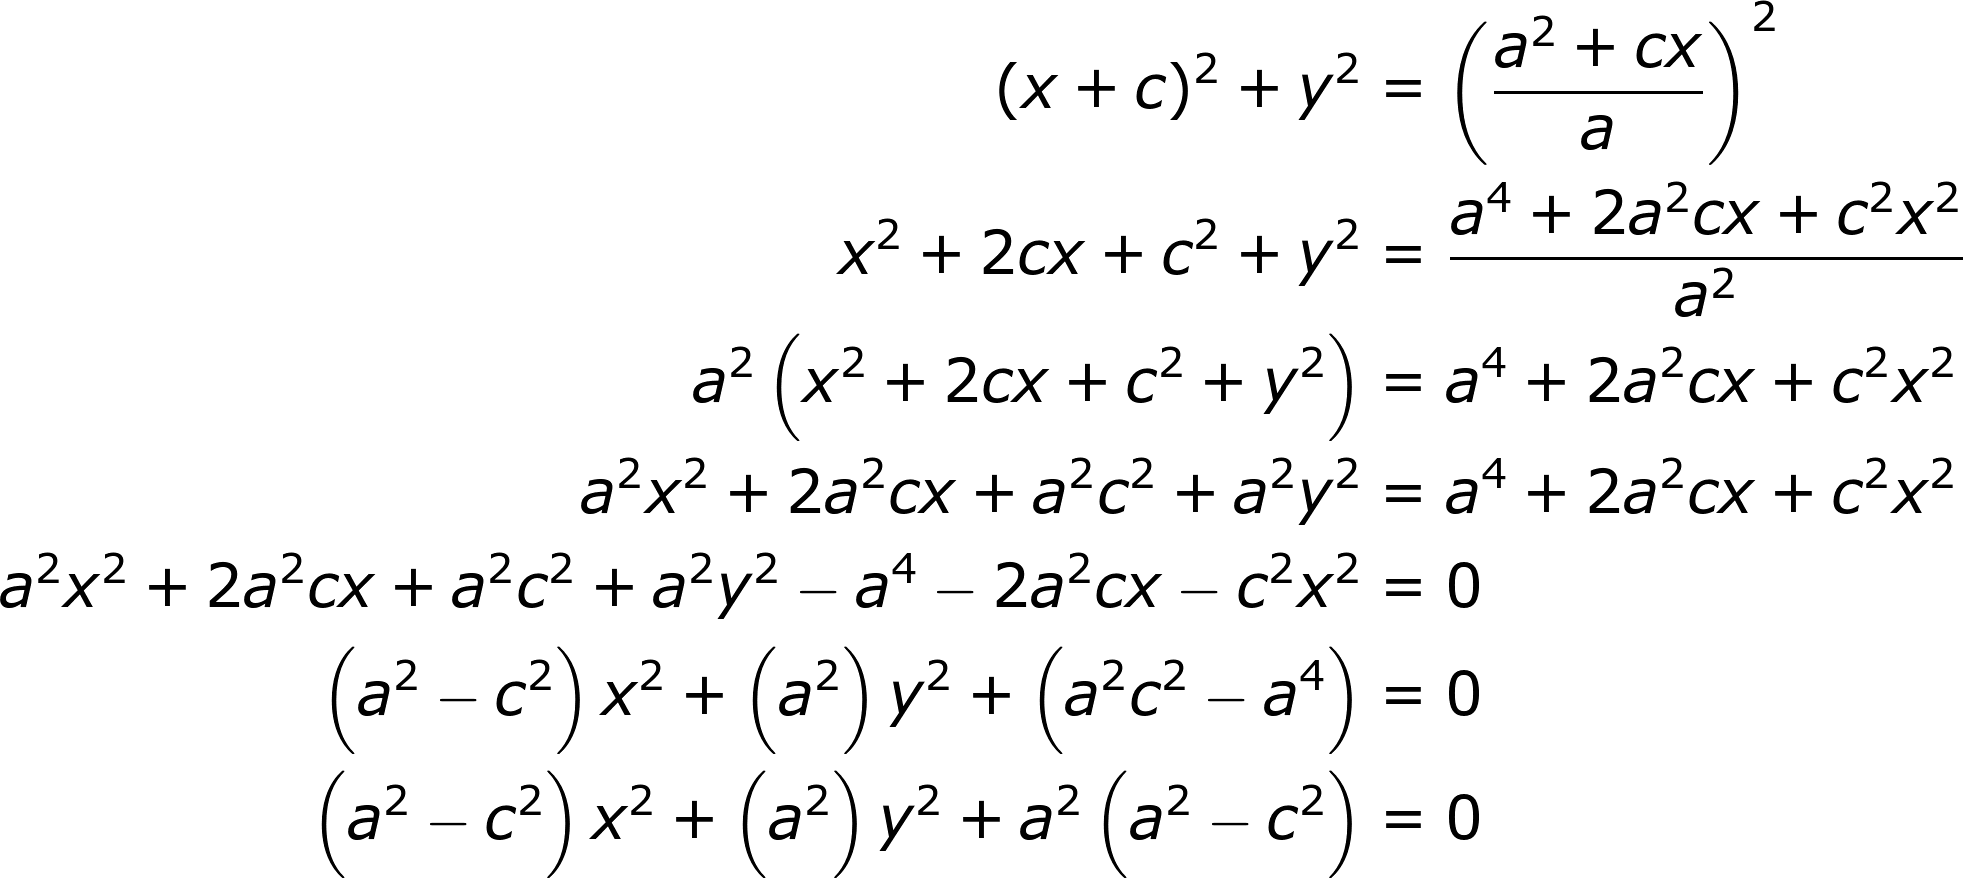 (x + c)² + y² = ((a² + cx)/a)²
x² + 2cx + c² + y² = (a⁴ + 2a²cx + c²x²)/a²
a² (x² + 2cx + c² + y²) = a⁴ + 2a²cx + c²x²
a²x² + 2a²cx + a²c² + a²y² = a⁴ + 2a²cx + c²x²
a²x² + 2a²cx + a²c² + a²y² − a⁴ − 2a²cx − c²x² = 0
(a² − c²) x² + (a²) y² + (a²c² − a⁴) = 0
(a² − c²) x² + (a²) y² + a² (a² − c²) = 0